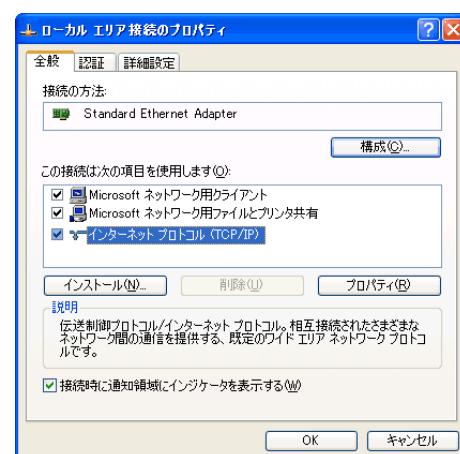 ローカル エリア接続のプロパティ
全般 認証 詳細設定
接続の方法:
Standard Ethernet Adapter
構成(C)...
この接続は次の項目を使用します(O):
Microsoft ネットワーク用クライアント
Microsoft ネットワーク用ファイルとプリンタ共有
インターネット プロトコル (TCP/IP)
インストール(N)... 削除(U) プロパティ(R)
説明
伝送制御プロトコル/インターネット プロトコル。相互接続されたさまざまな
ネットワーク間の通信を提供する、既定のワイド エリア ネットワーク プロトコ
ルです。
接続時に通知領域にインジケータを表示する(W)
OK キャンセル